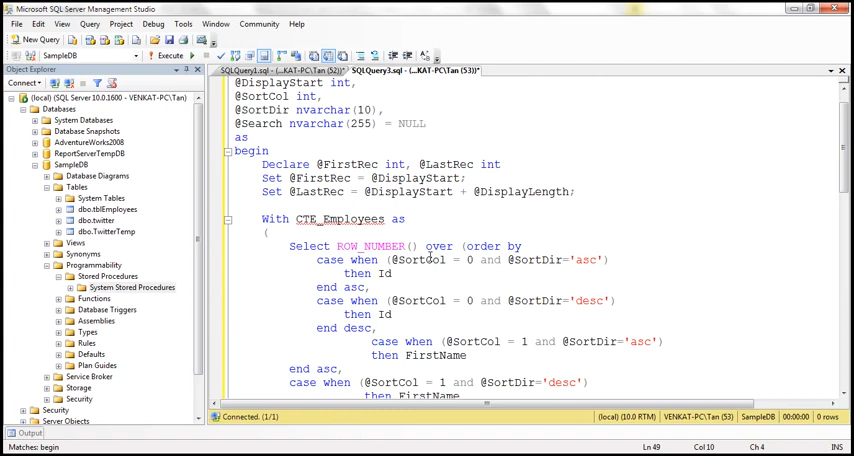 Microsoft SQL Server Management Studio
File Edit View Query Project Debug Tools Window Community Help
New Query
SampleDB Execute
Object Explorer
SQLQuery1.sql - (...KAT-PC\Tan (52))* SQLQuery3.sql - (...KAT-PC\Tan (53))*
Connect
(local) (SQL Server 10.0.1600 - VENKAT-PC\Tan)
Databases
System Databases
Database Snapshots
AdventureWorks2008
ReportServerTempDB
SampleDB
Database Diagrams
Tables
System Tables
dbo.tblEmployees
dbo.twitter
dbo.TwitterTemp
Views
Synonyms
Programmability
Stored Procedures
System Stored Procedures
Functions
Database Triggers
Assemblies
Types
Rules
Defaults
Plan Guides
Service Broker
Storage
Security
Security
Server Objects
@DisplayStart int,
@SortCol int,
@SortDir nvarchar(10),
@Search nvarchar(255) = NULL
as
begin
Declare @FirstRec int, @LastRec int
Set @FirstRec = @DisplayStart;
Set @LastRec = @DisplayStart + @DisplayLength;
With CTE_Employees as
(
Select ROW_NUMBER() over (order by
case when (@SortCol = 0 and @SortDir='asc')
then Id
end asc,
case when (@SortCol = 0 and @SortDir='desc')
then Id
end desc,
case when (@SortCol = 1 and @SortDir='asc')
then FirstName
end asc,
case when (@SortCol = 1 and @SortDir='desc')
then FirstName
Connected. (1/1) (local) (10.0 RTM) VENKAT-PC\Tan (53) SampleDB 00:00:00 0 rows
Output
Matches: begin Ln 49 Col 10 Ch 4 INS